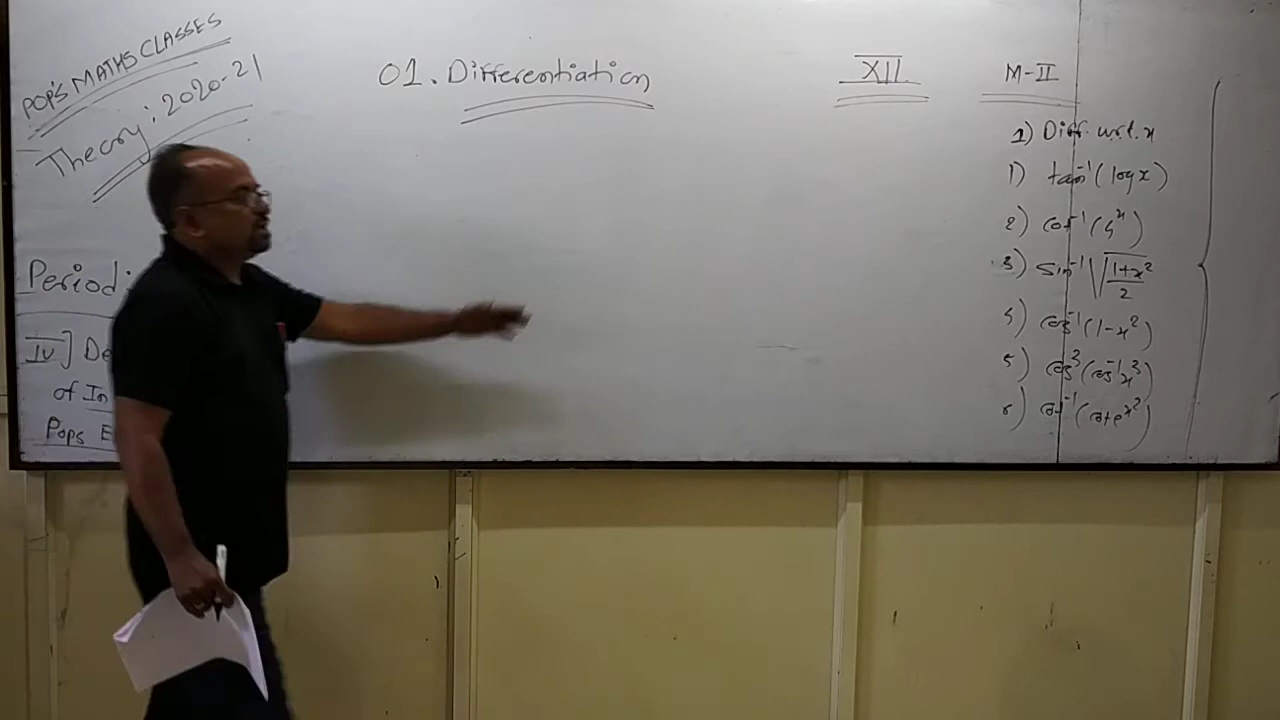 POP'S MATHS CLASSES
Theory: 2020-21
01. Differentiation
XII
M-II
Period:
IV] De
of In
Pops E
1) Diff. w.r.t. x
1) tan⁻¹(log x)
2) cot⁻¹(4ˣ)
3) sin⁻¹√((1+x²)/2)
4) cos⁻¹(1-x²)
5) cos³(cos⁻¹x³)
6) cot⁻¹(cot e^x²)